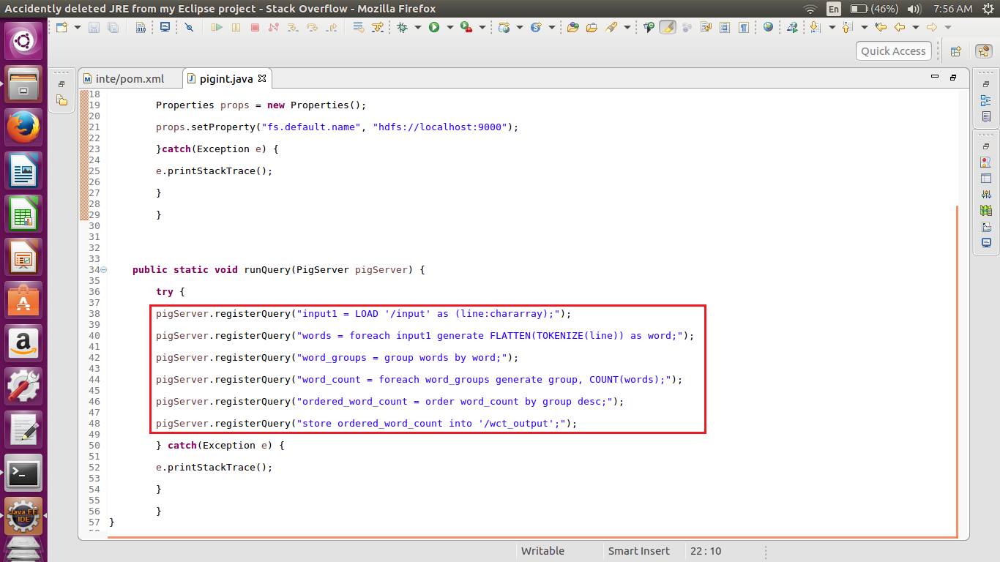 Accidently deleted JRE from my Eclipse project - Stack Overflow - Mozilla Firefox
En
(46%)
7:56 AM
010
Quick Access
inte/pom.xml
pigint.java
18
19 Properties props = new Properties();
20
21 props.setProperty("fs.default.name", "hdfs://localhost:9000");
22
23 }catch(Exception e) {
24
25 e.printStackTrace();
26
27 }
28
29 }
30
31
32
33
34 public static void runQuery(PigServer pigServer) {
35
36 try {
37
38 pigServer.registerQuery("input1 = LOAD '/input' as (line:chararray);");
39
40 pigServer.registerQuery("words = foreach input1 generate FLATTEN(TOKENIZE(line)) as word;");
41
42 pigServer.registerQuery("word_groups = group words by word;");
43
44 pigServer.registerQuery("word_count = foreach word_groups generate group, COUNT(words);");
45
46 pigServer.registerQuery("ordered_word_count = order word_count by group desc;");
47
48 pigServer.registerQuery("store ordered_word_count into '/wct_output';");
49
50 } catch(Exception e) {
51
52 e.printStackTrace();
53
54 }
55
56 }
57 }
Java EE
IDE
Writable
Smart Insert
22 : 10